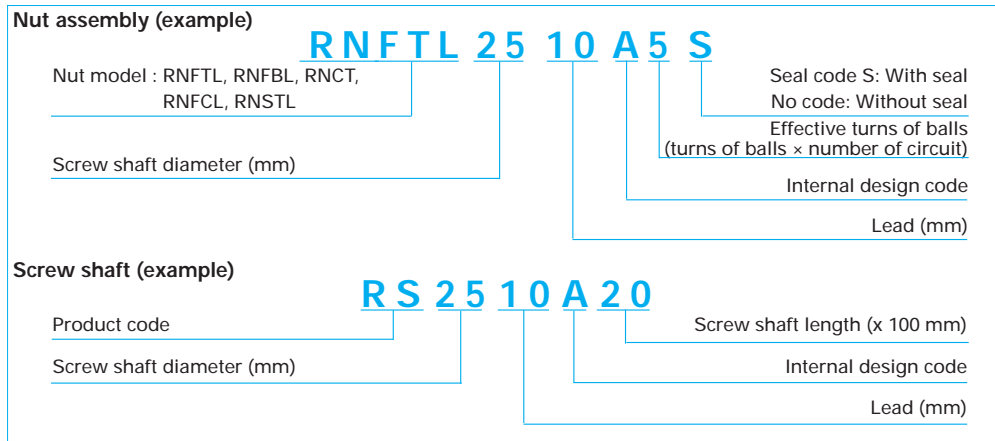 Nut assembly (example)
RNFTL 25 10 A 5 S
Nut model : RNFTL, RNFBL, RNCT,
RNFCL, RNSTL
Seal code S: With seal
No code: Without seal
Effective turns of balls
(turns of balls × number of circuit)
Screw shaft diameter (mm)
Internal design code
Lead (mm)
Screw shaft (example)
RS 25 10 A 20
Product code
Screw shaft length (x 100 mm)
Screw shaft diameter (mm)
Internal design code
Lead (mm)